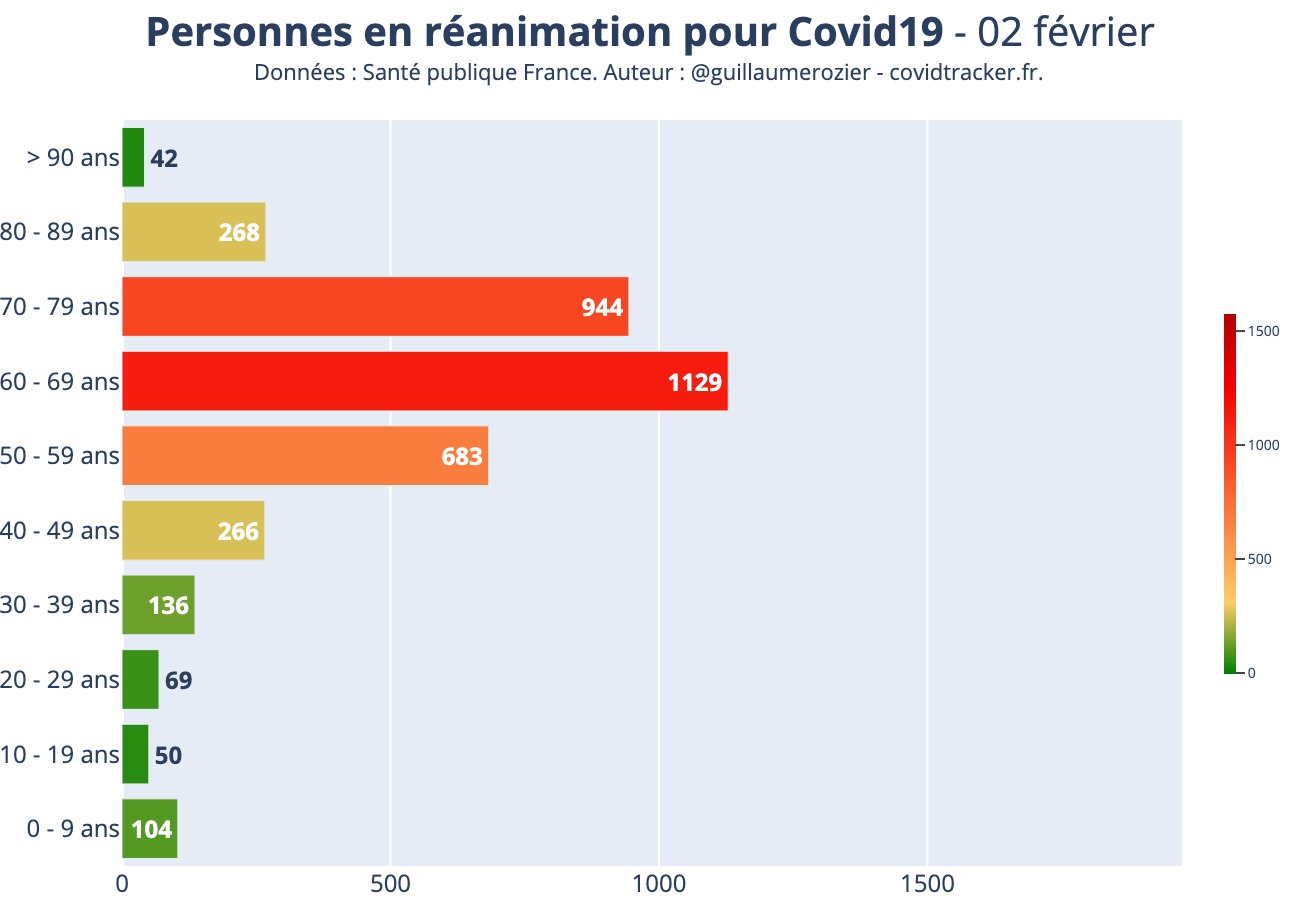 Personnes en réanimation pour Covid19 - 02 février
Données : Santé publique France. Auteur : @guillaumerozier - covidtracker.fr.
> 90 ans 42
80 - 89 ans 268
70 - 79 ans 944
60 - 69 ans 1129
50 - 59 ans 683
40 - 49 ans 266
30 - 39 ans 136
20 - 29 ans 69
10 - 19 ans 50
0 - 9 ans 104
0 500 1000 1500
1500
1000
500
0